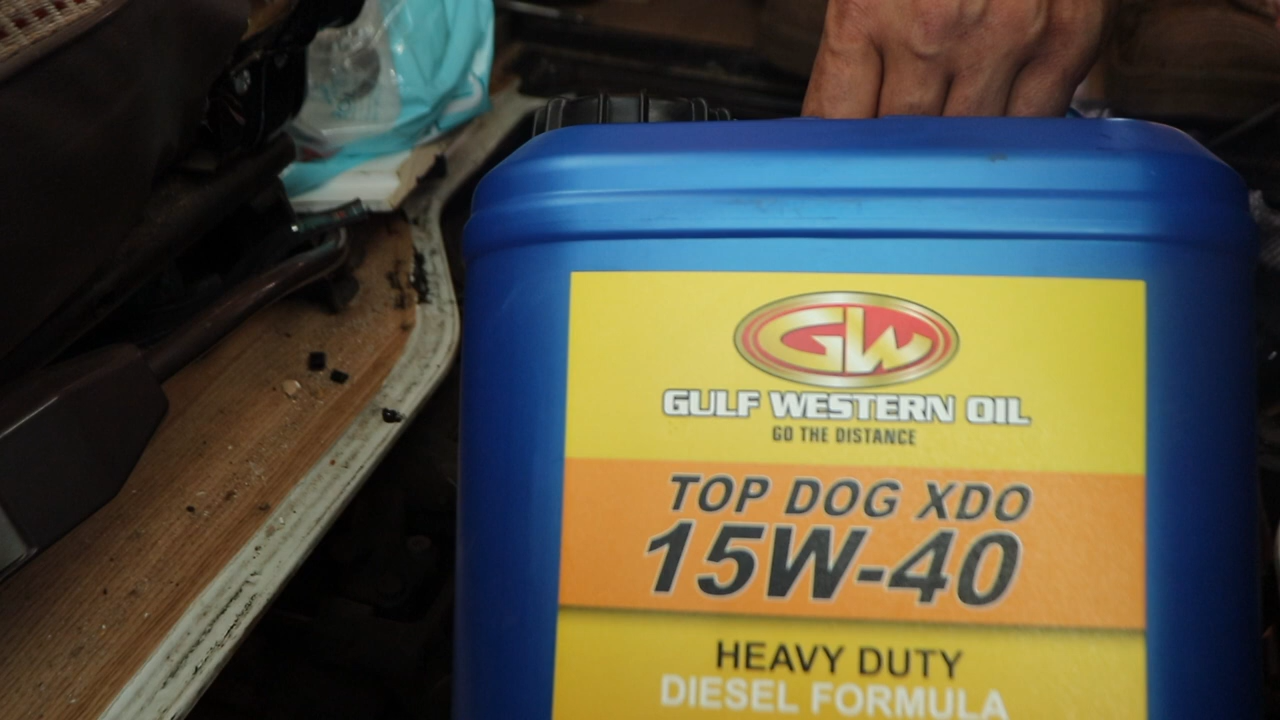 GW
GULF WESTERN OIL
GO THE DISTANCE
TOP DOG XDO
15W-40
HEAVY DUTY
DIESEL FORMULA